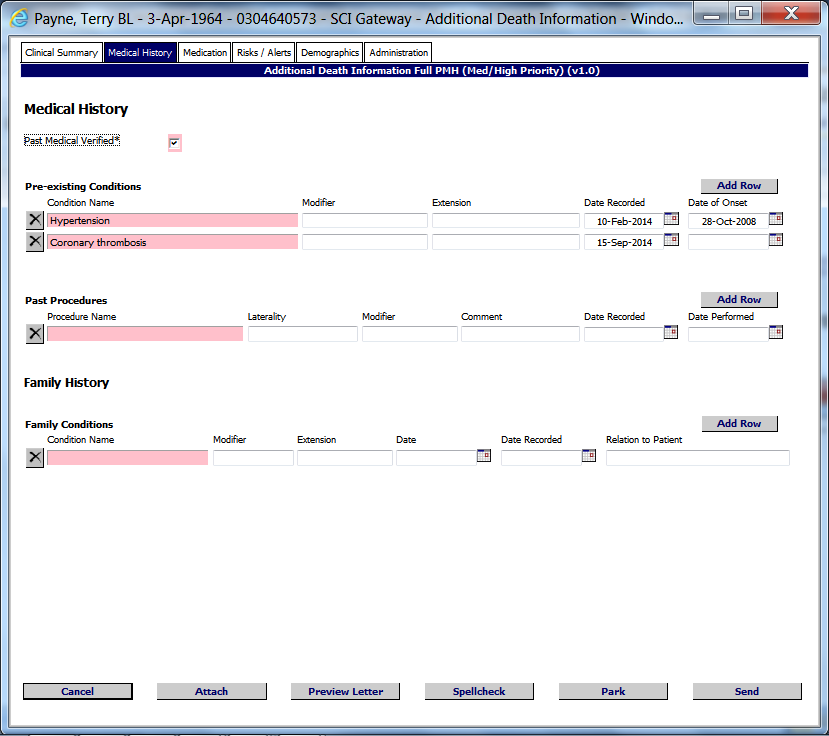 Payne, Terry BL - 3-Apr-1964 - 0304640573 - SCI Gateway - Additional Death Information - Windo...
Clinical Summary Medical History Medication Risks / Alerts Demographics Administration
Additional Death Information Full PMH (Med/High Priority) (v1.0)
Medical History
Past Medical Verified*
Pre-existing Conditions Add Row
Condition Name Modifier Extension Date Recorded Date of Onset
Hypertension 10-Feb-2014 28-Oct-2008
Coronary thrombosis 15-Sep-2014
Past Procedures Add Row
Procedure Name Laterality Modifier Comment Date Recorded Date Performed
Family History
Family Conditions Add Row
Condition Name Modifier Extension Date Date Recorded Relation to Patient
Cancel Attach Preview Letter Spellcheck Park Send